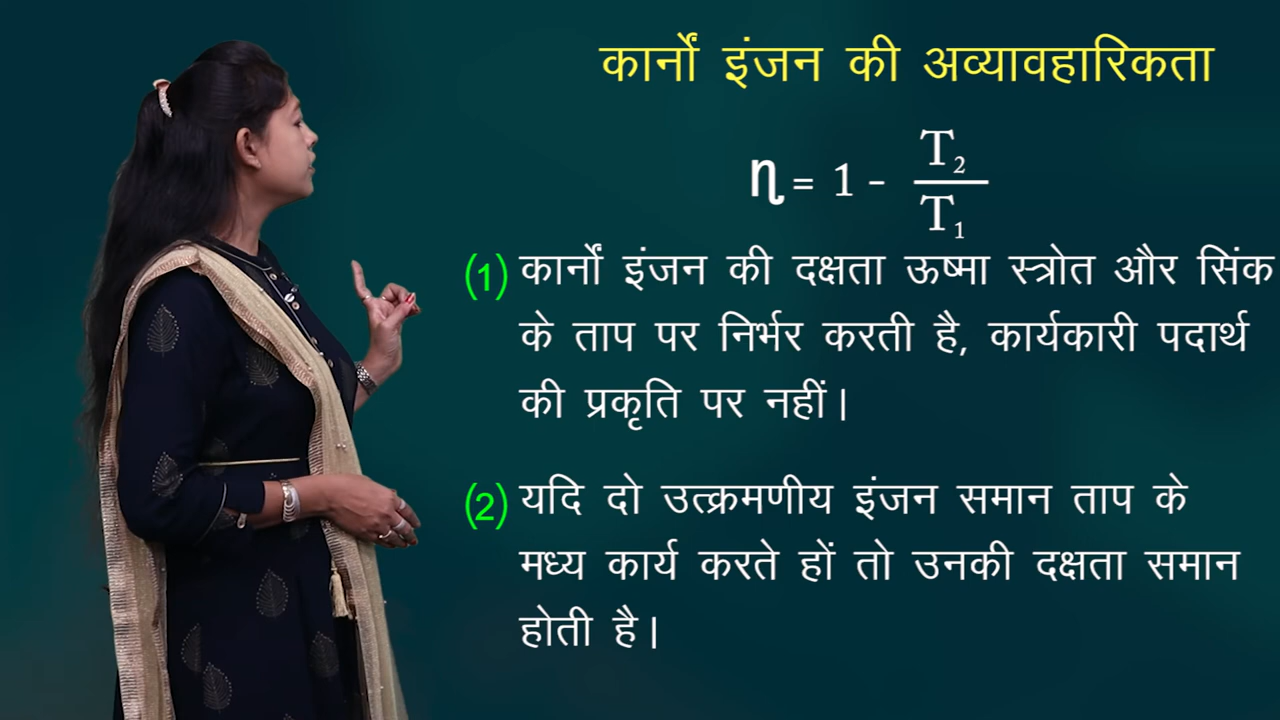 कार्नो इंजन की अव्यावहारिकता
η = 1 - T₂/T₁
(1) कार्नो इंजन की दक्षता ऊष्मा स्त्रोत और सिंक
के ताप पर निर्भर करती है, कार्यकारी पदार्थ
की प्रकृति पर नहीं।
(2) यदि दो उत्क्रमणीय इंजन समान ताप के
मध्य कार्य करते हों तो उनकी दक्षता समान
होती है।